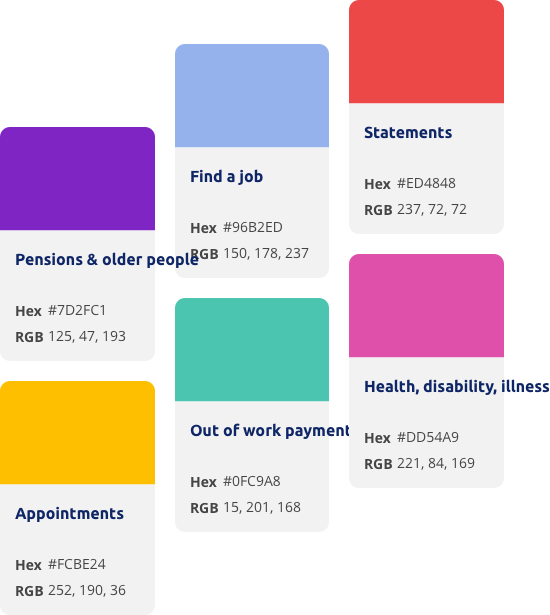 Pensions & older people
Hex #7D2FC1
RGB 125, 47, 193
Appointments
Hex #FCBE24
RGB 252, 190, 36
Find a job
Hex #96B2ED
RGB 150, 178, 237
Out of work payment
Hex #0FC9A8
RGB 15, 201, 168
Statements
Hex #ED4848
RGB 237, 72, 72
Health, disability, illness
Hex #DD54A9
RGB 221, 84, 169